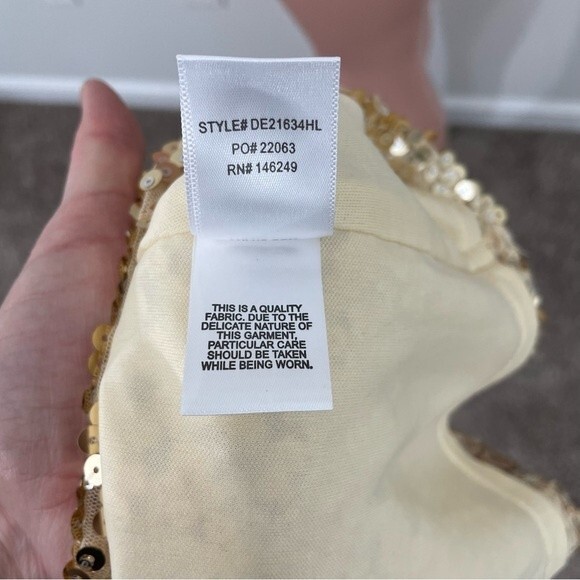 STYLE# DE21634HL
PO# 22063
RN# 146249
THIS IS A QUALITY
FABRIC. DUE TO THE
DELICATE NATURE OF
THIS GARMENT,
PARTICULAR CARE
SHOULD BE TAKEN
WHILE BEING WORN.